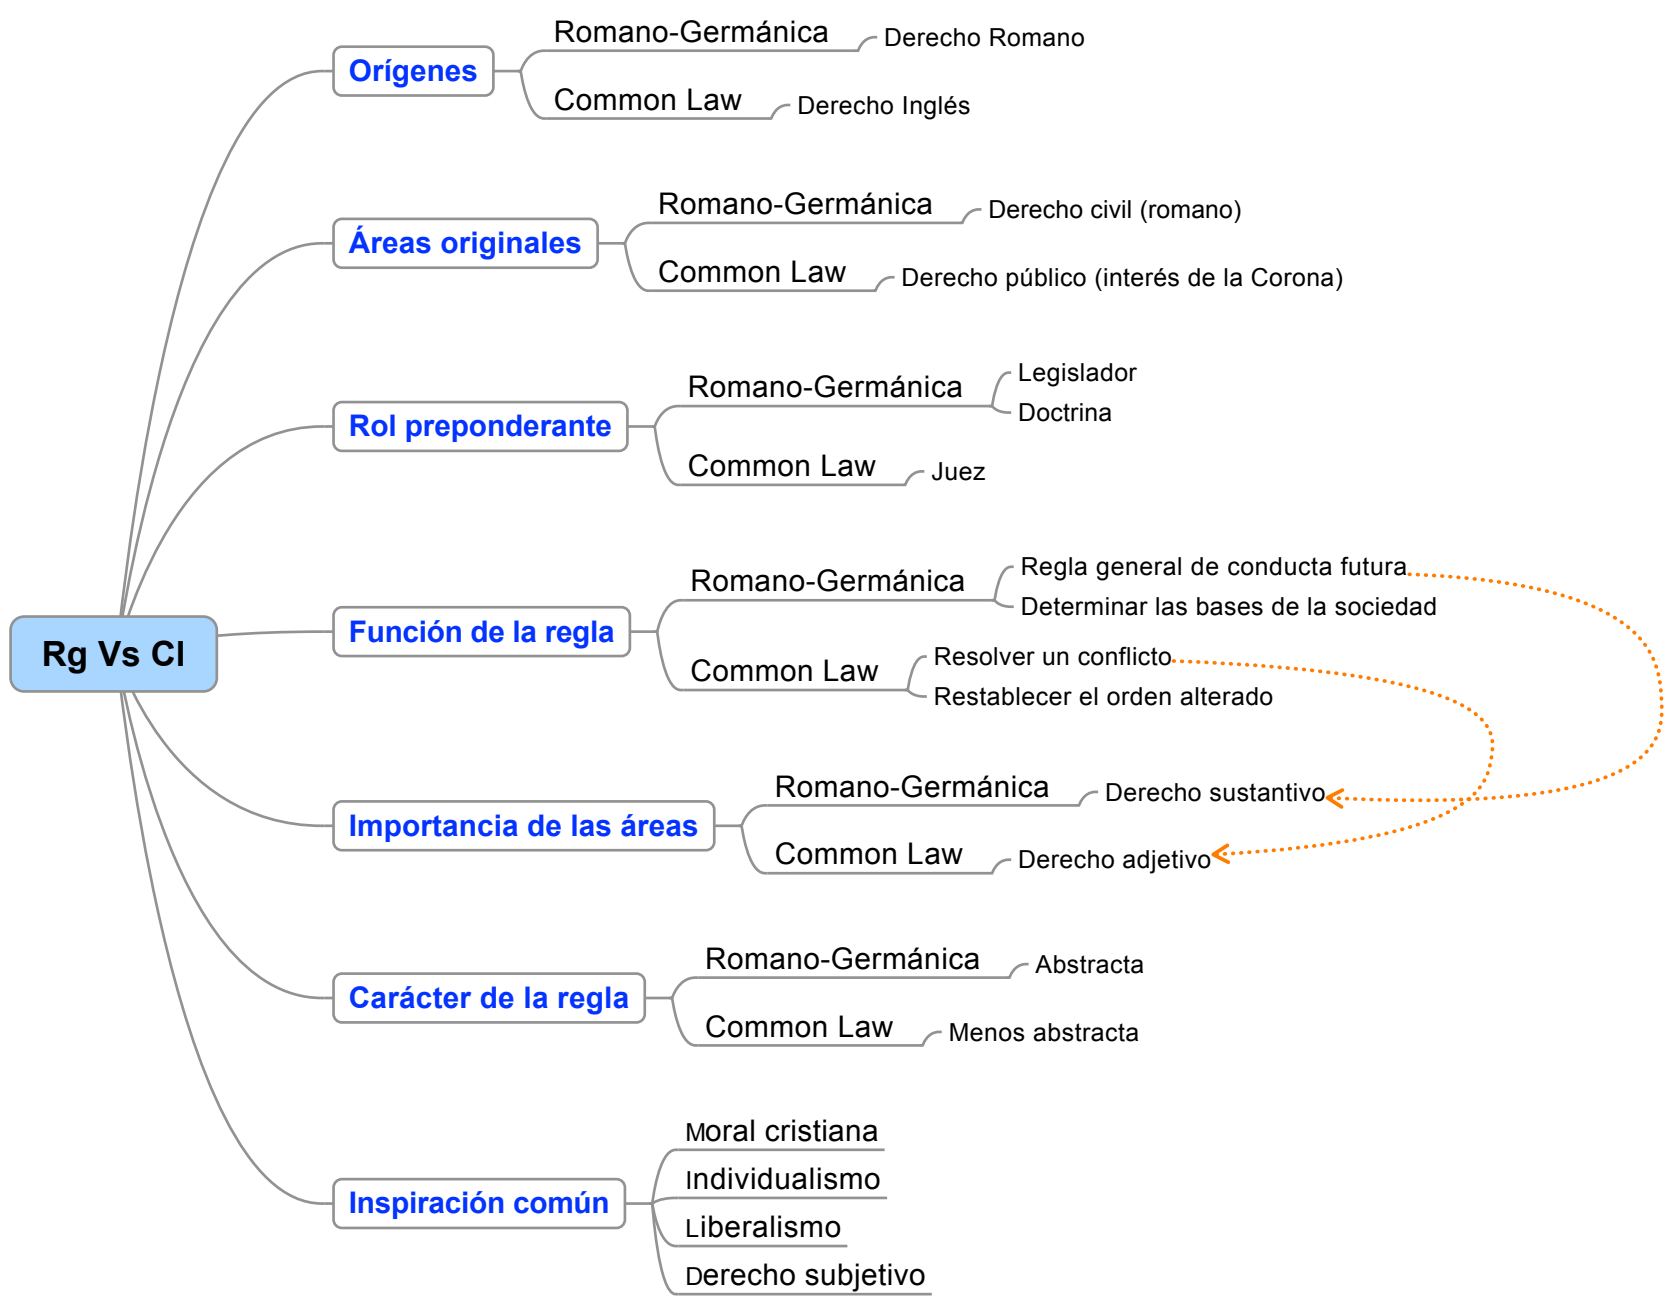 Rg Vs Cl
Orígenes
Romano-Germánica
Derecho Romano
Common Law
Derecho Inglés
Áreas originales
Romano-Germánica
Derecho civil (romano)
Common Law
Derecho público (interés de la Corona)
Rol preponderante
Romano-Germánica
Legislador
Doctrina
Common Law
Juez
Función de la regla
Romano-Germánica
Regla general de conducta futura
Determinar las bases de la sociedad
Common Law
Resolver un conflicto
Restablecer el orden alterado
Importancia de las áreas
Romano-Germánica
Derecho sustantivo
Common Law
Derecho adjetivo
Carácter de la regla
Romano-Germánica
Abstracta
Common Law
Menos abstracta
Inspiración común
Moral cristiana
Individualismo
Liberalismo
Derecho subjetivo